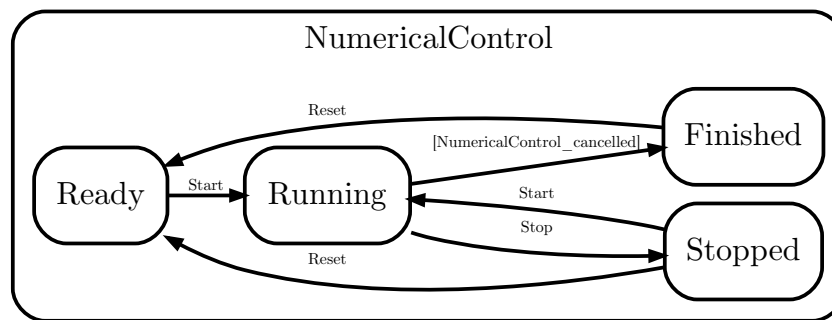 NumericalControl
Reset
Finished
[NumericalControl_cancelled]
Ready
Start
Running
Start
Stop
Stopped
Reset